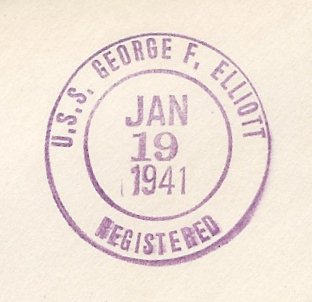 U.S.S. GEORGE F. ELLIOTT
JAN
19
1941
REGISTERED